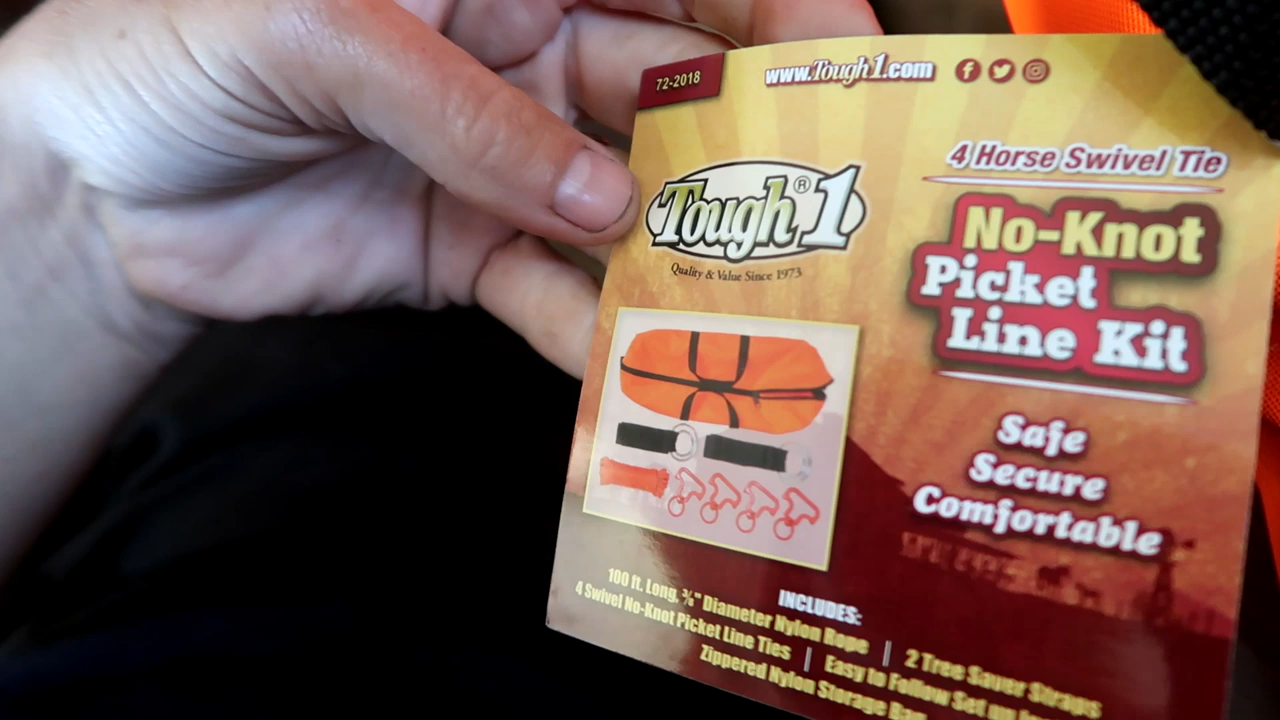 72-2018
www.Tough1.com
Tough®1
Quality & Value Since 1973
4 Horse Swivel Tie
No-Knot
Picket
Line Kit
Safe
Secure
Comfortable
INCLUDES:
100 ft. Long, ⅜" Diameter Nylon Rope | 2 Tree Saver Straps
4 Swivel No-Knot Picket Line Ties | Easy to Follow Set up
Zippered Nylon Storage Bag